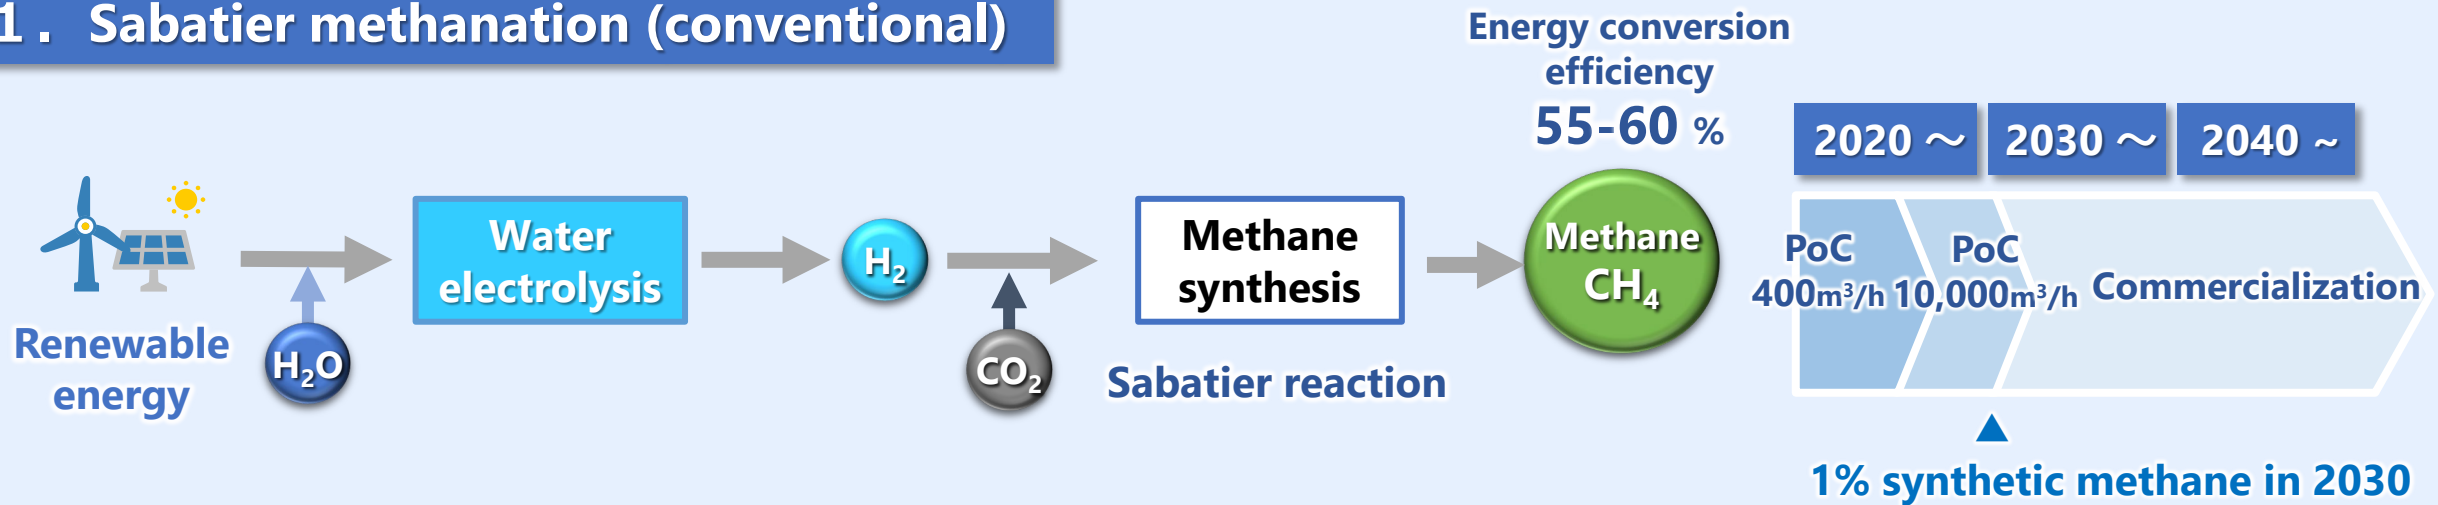 1. Sabatier methanation (conventional)
Energy conversion
efficiency
55-60 %
2020 ～
2030 ～
2040 ~
Renewable
energy
H₂O
Water
electrolysis
H₂
CO₂
Methane
synthesis
Sabatier reaction
Methane
CH₄
PoC
400m³/h
PoC
10,000m³/h
Commercialization
1% synthetic methane in 2030